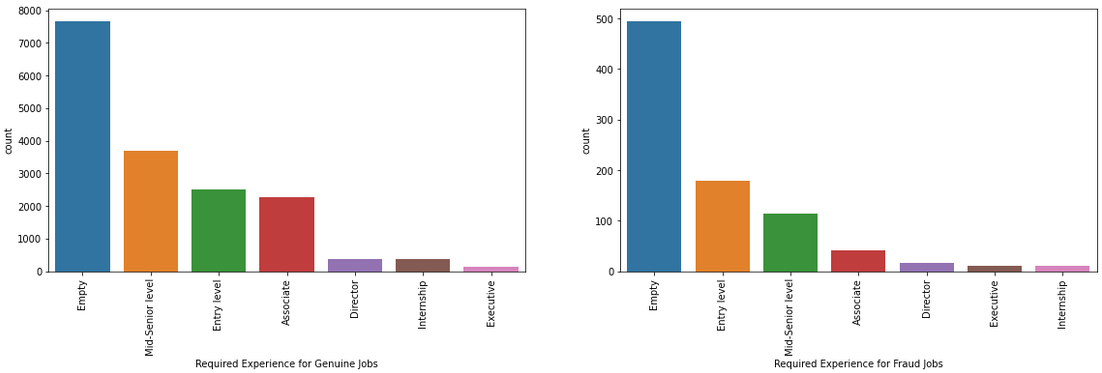 8000
7000
6000
5000
4000
3000
2000
1000
0
count
Empty
Mid-Senior level
Entry level
Associate
Director
Internship
Executive
Required Experience for Genuine Jobs
500
400
300
200
100
0
count
Empty
Entry level
Mid-Senior level
Associate
Director
Executive
Internship
Required Experience for Fraud Jobs